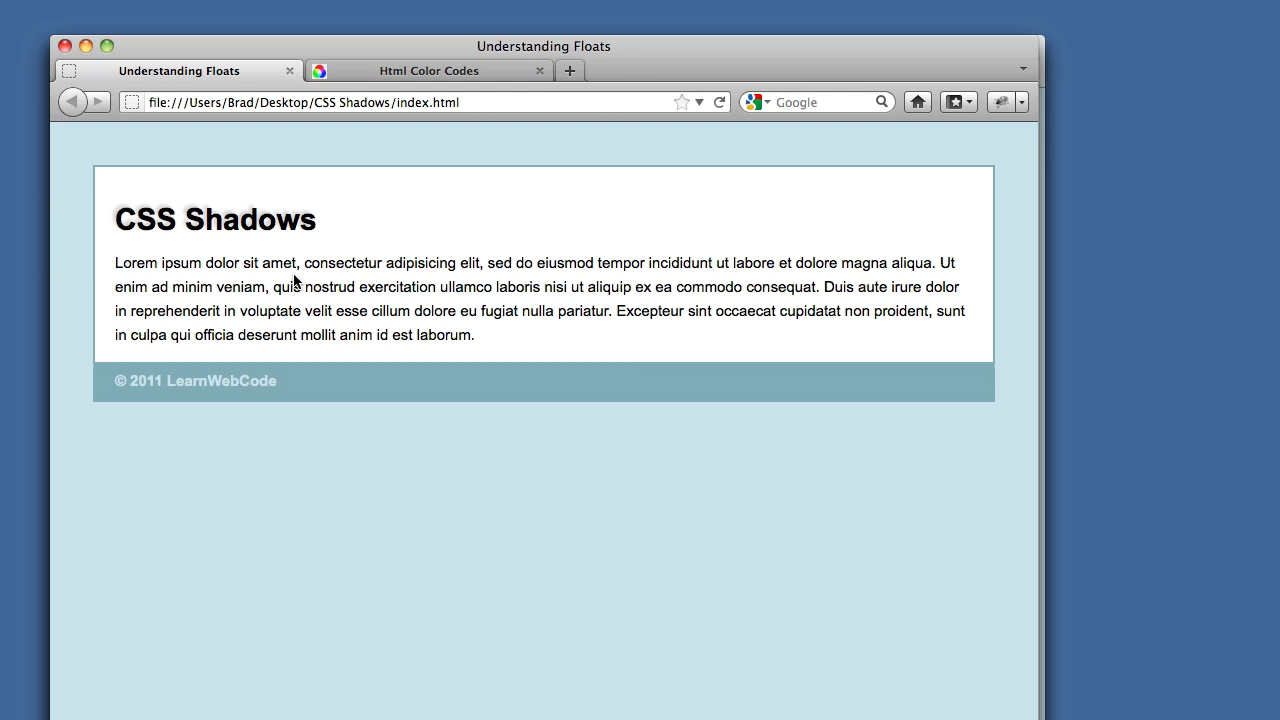 Understanding Floats
Understanding Floats
Html Color Codes
file:///Users/Brad/Desktop/CSS Shadows/index.html
Google
CSS Shadows
Lorem ipsum dolor sit amet, consectetur adipisicing elit, sed do eiusmod tempor incididunt ut labore et dolore magna aliqua. Ut
enim ad minim veniam, quis nostrud exercitation ullamco laboris nisi ut aliquip ex ea commodo consequat. Duis aute irure dolor
in reprehenderit in voluptate velit esse cillum dolore eu fugiat nulla pariatur. Excepteur sint occaecat cupidatat non proident, sunt
in culpa qui officia deserunt mollit anim id est laborum.
© 2011 LearnWebCode